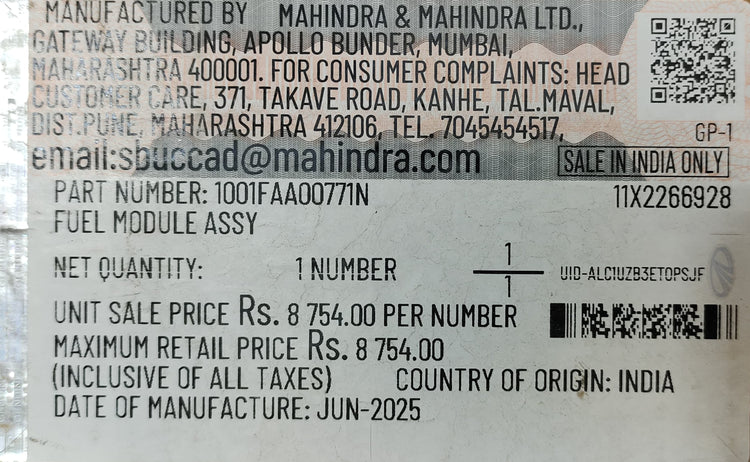 MANUFACTURED BY MAHINDRA & MAHINDRA LTD.,
GATEWAY BUILDING, APOLLO BUNDER, MUMBAI,
MAHARASHTRA 400001. FOR CONSUMER COMPLAINTS: HEAD
CUSTOMER CARE, 371, TAKAVE ROAD, KANHE, TAL.MAVAL,
DIST.PUNE, MAHARASHTRA 412106, TEL. 7045454517,
GP-1
email:sbuccad@mahindra.com
SALE IN INDIA ONLY
PART NUMBER: 1001FAA00771N 11X2266928
FUEL MODULE ASSY
NET QUANTITY: 1 NUMBER 1/1 UID-ALC1UZB3ETOPSJF
UNIT SALE PRICE Rs. 8 754.00 PER NUMBER
MAXIMUM RETAIL PRICE Rs. 8 754.00
(INCLUSIVE OF ALL TAXES) COUNTRY OF ORIGIN: INDIA
DATE OF MANUFACTURE: JUN-2025